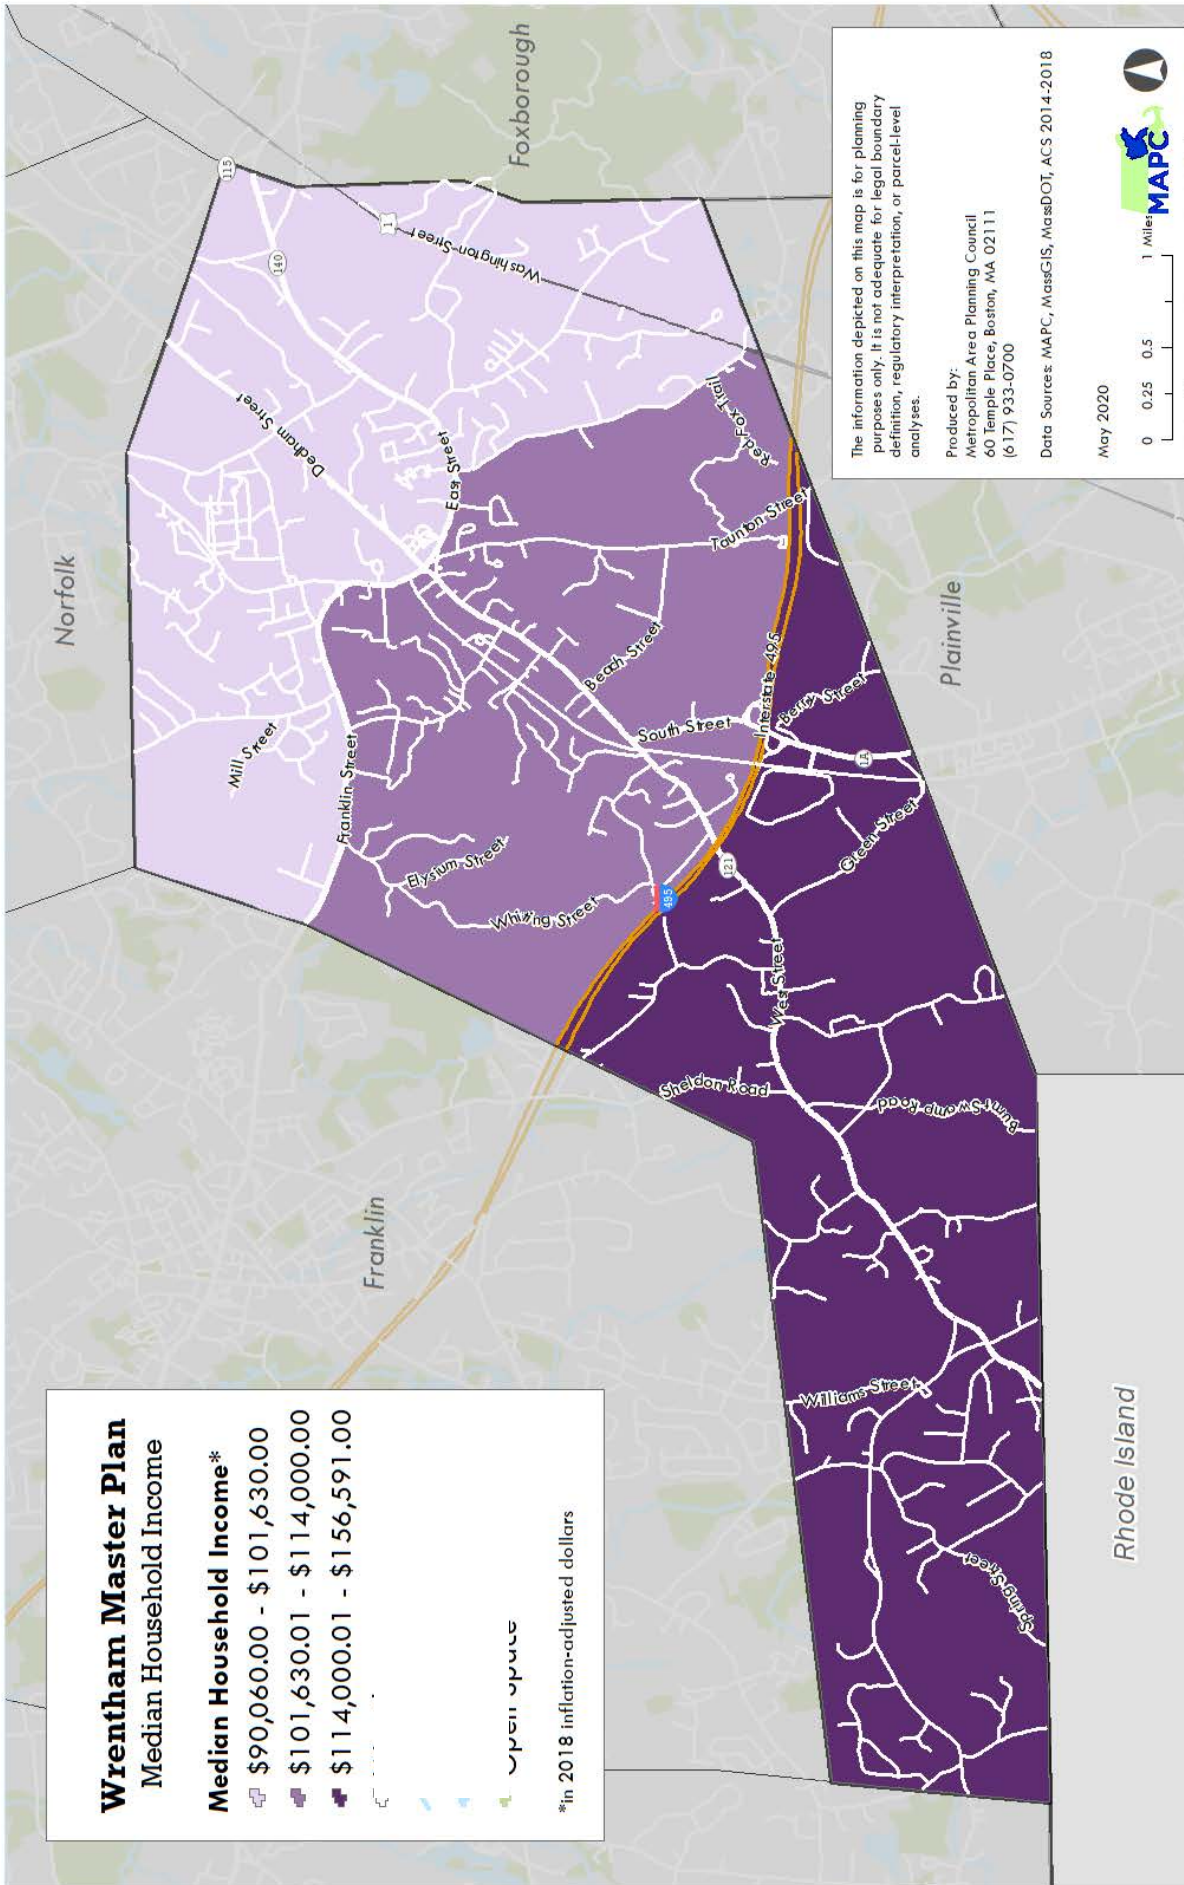 Wrentham Master Plan
Median Household Income
Median Household Income*
$90,060.00 - $101,630.00
$101,630.01 - $114,000.00
$114,000.01 - $156,591.00
Open Space
*in 2018 inflation-adjusted dollars
Franklin
Norfolk
Foxborough
Plainville
Rhode Island
115
140
1
Washington Street
Dedham Street
East Street
Mill Street
Franklin Street
Elysium Street
Whiting Street
Red Fox Trail
Taunton Street
Beach Street
South Street
Interstate 495
Berry Street
1A
Green Street
121
495
West Street
Sheldon Road
Burnt Swamp Road
Williams Street
Spring Street
The information depicted on this map is for planning
purposes only. It is not adequate for legal boundary
definition, regulatory interpretation, or parcel-level
analyses.
Produced by:
Metropolitan Area Planning Council
60 Temple Place, Boston, MA 02111
(617) 933-0700
Data Sources: MAPC, MassGIS, MassDOT, ACS 2014-2018
May 2020
0 0.25 0.5 1 Miles
MAPC